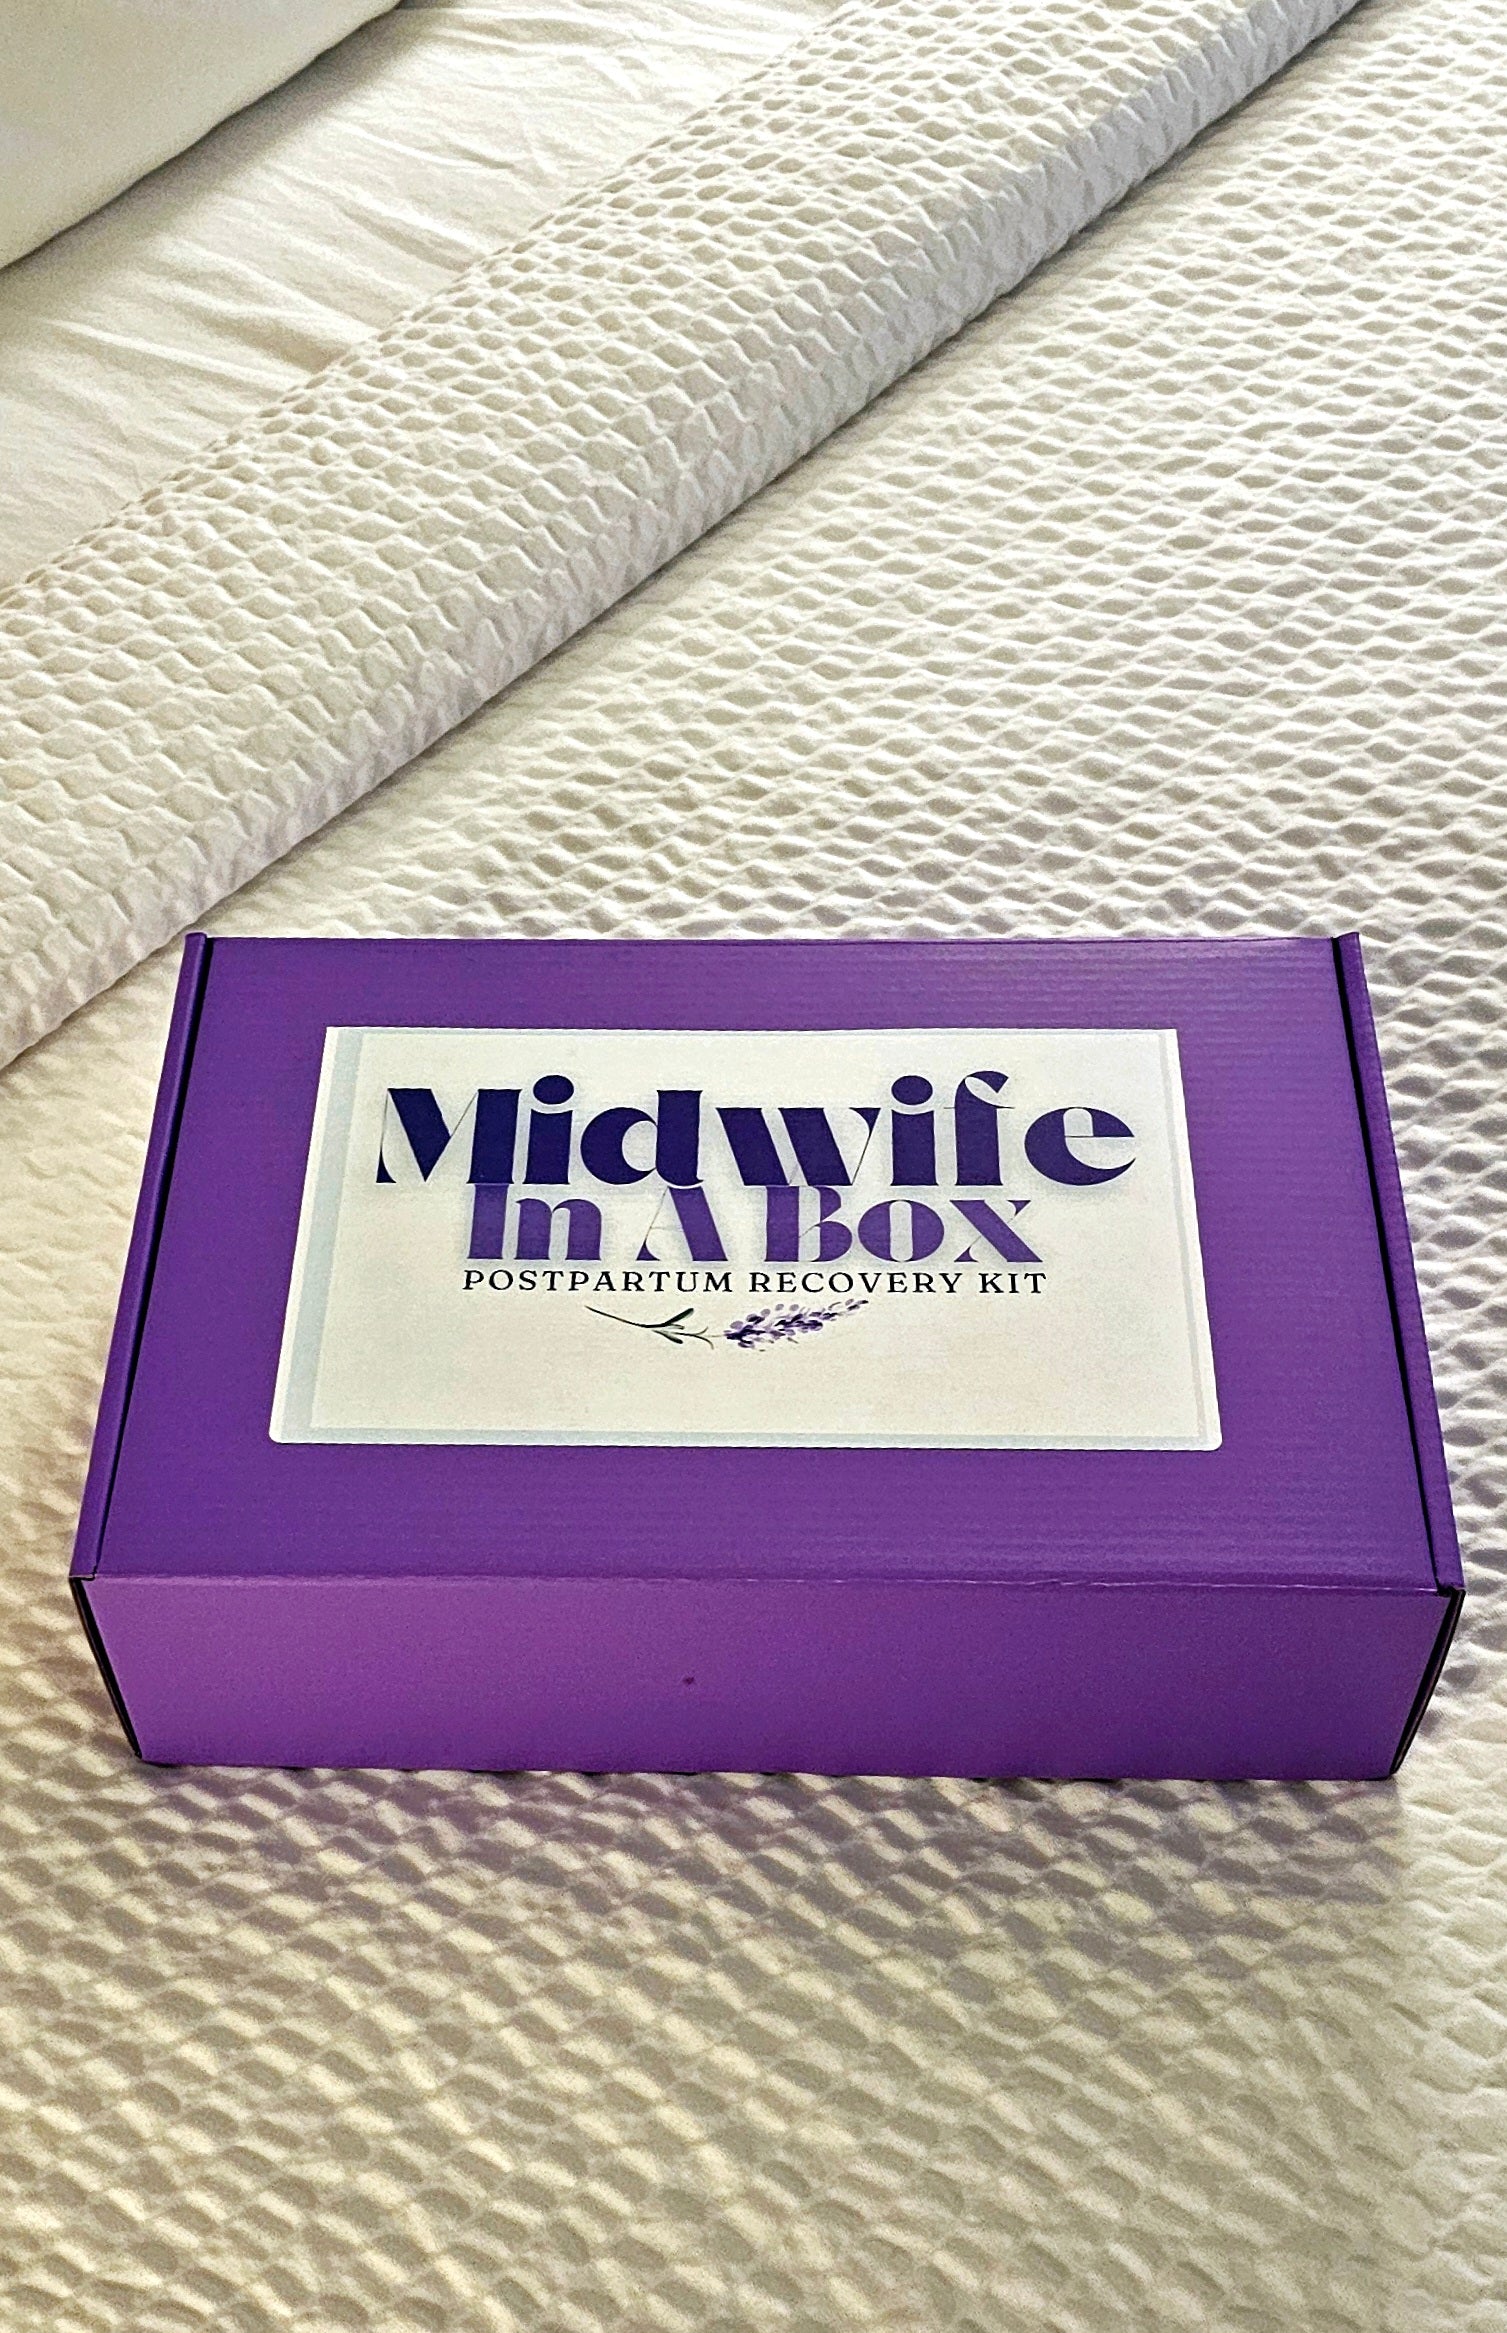 Midwife
In A Box
POSTPARTUM RECOVERY KIT